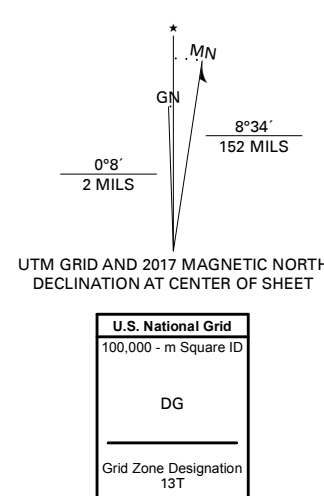 ★
MN
GN
8°34´
152 MILS
0°8´
2 MILS
UTM GRID AND 2017 MAGNETIC NORTH
DECLINATION AT CENTER OF SHEET
U.S. National Grid
100,000 - m Square ID
DG
Grid Zone Designation
13T